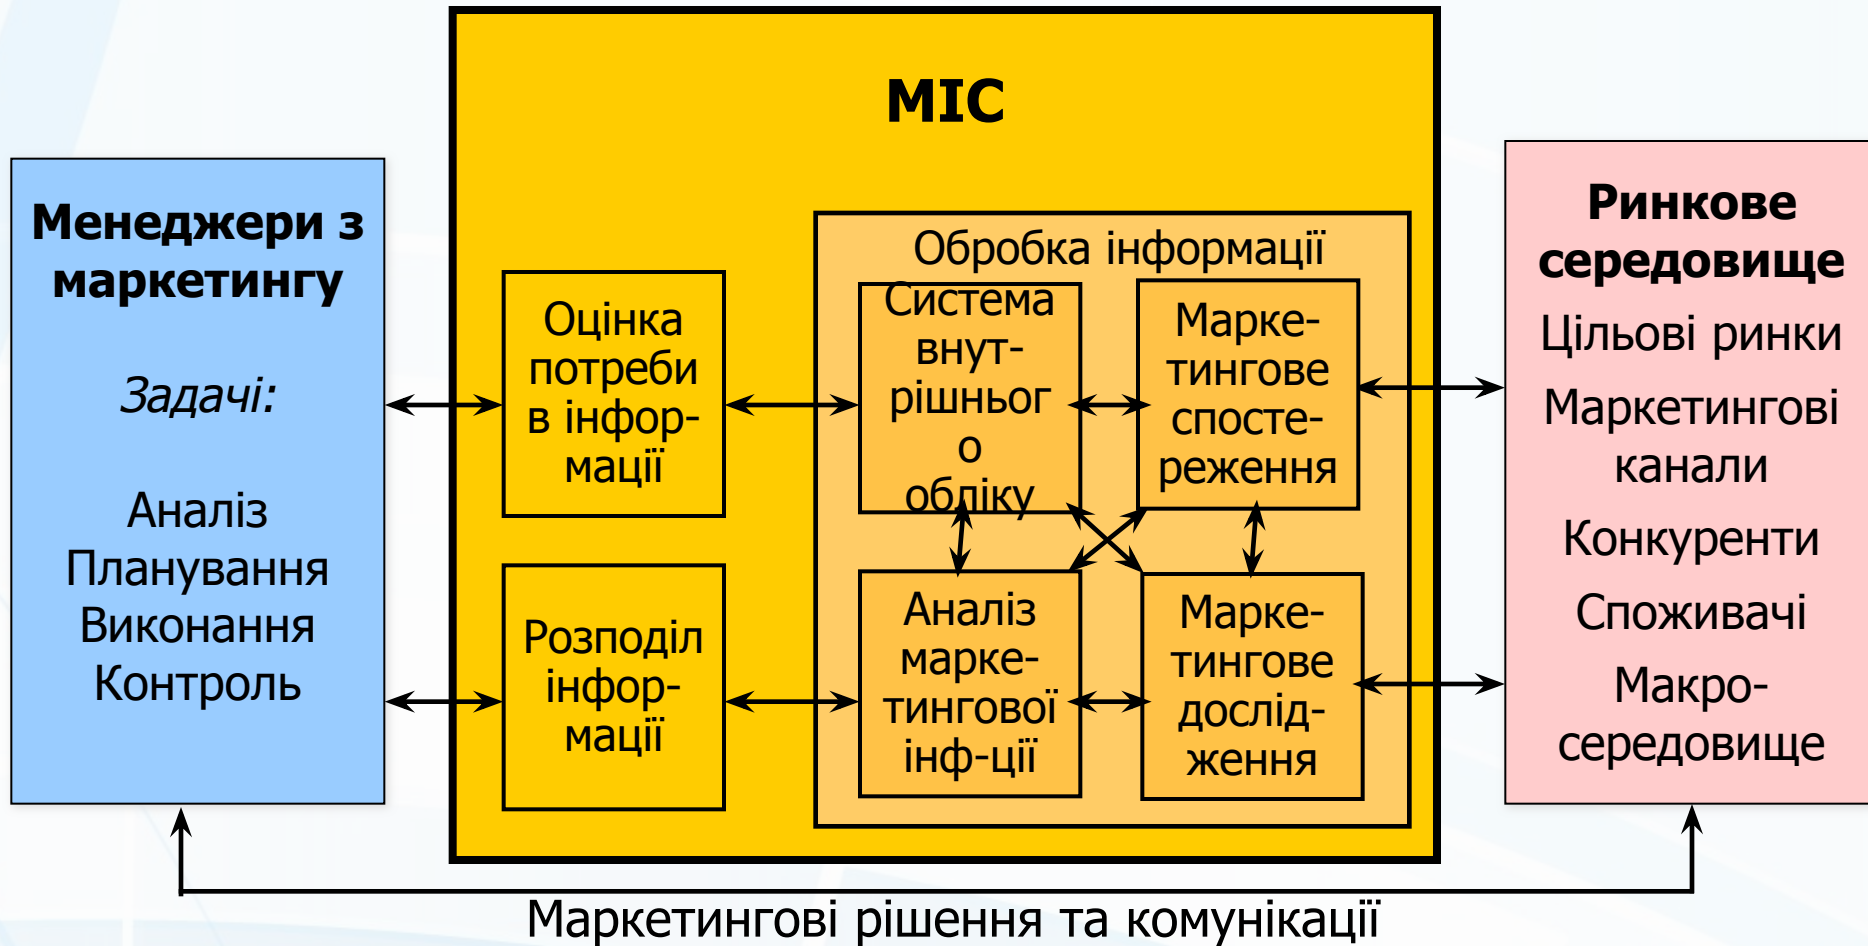 МІС
Менеджери з
маркетингу
Задачі:
Аналіз
Планування
Виконання
Контроль
Оцінка
потреби
в інфор-
мації
Розподіл
інфор-
мації
Обробка інформації
Система
внут-
рішньог
о
обліку
Марке-
тингове
спосте-
реження
Аналіз
марке-
тингової
інф-ції
Марке-
тингове
дослід-
ження
Ринкове
середовище
Цільові ринки
Маркетингові
канали
Конкуренти
Споживачі
Макро-
середовище
Маркетингові рішення та комунікації